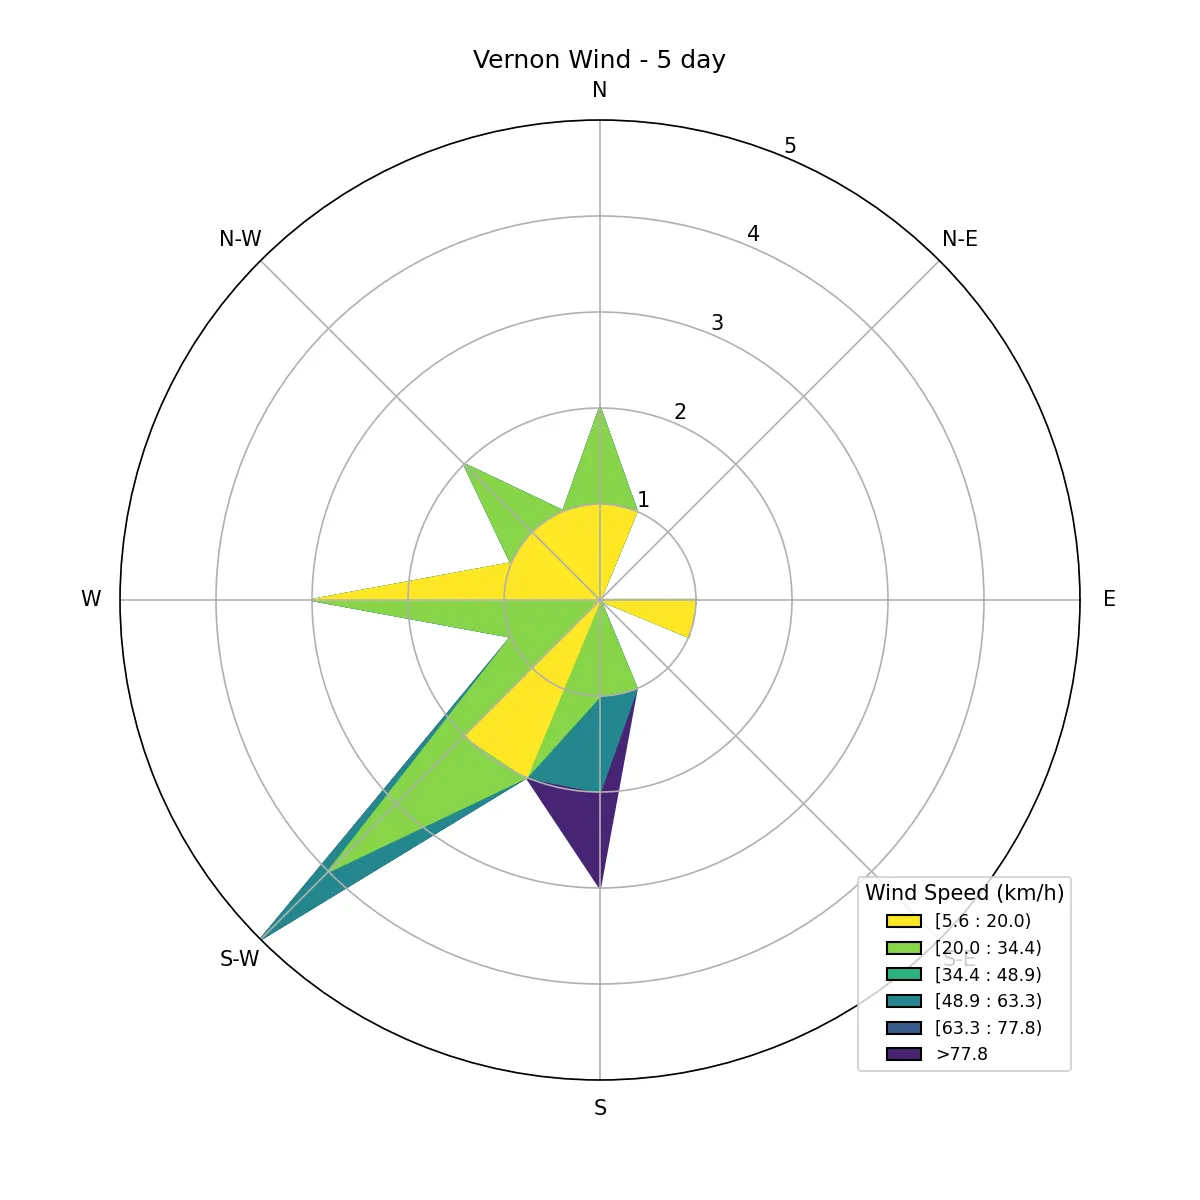 Vernon Wind - 5 day
N
5
N-W
N-E
4
3
2
1
W
E
S-W
S-E
S
Wind Speed (km/h)
[5.6 : 20.0)
[20.0 : 34.4)
[34.4 : 48.9)
[48.9 : 63.3)
[63.3 : 77.8)
>77.8